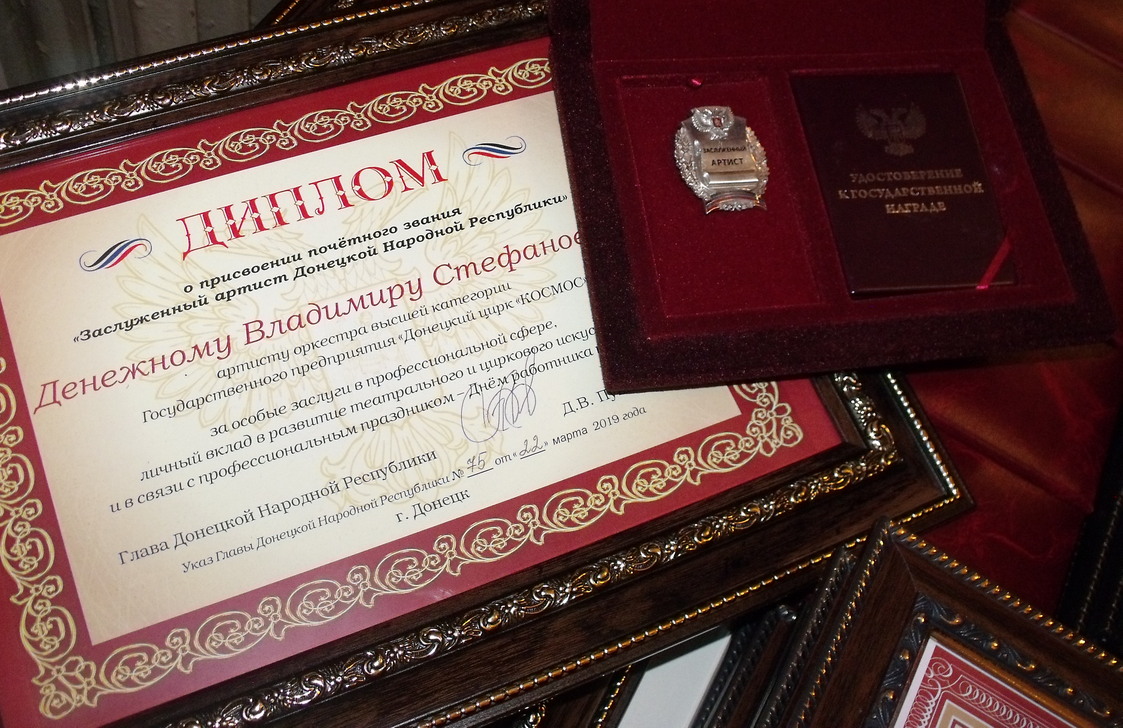 ДИПЛОМ
о присвоении почётного звания
«Заслуженный артист Донецкой Народной Республики»
Денежному Владимиру
артисту оркестра высшей категории
Государственного предприятия «Донецкий цирк «КОСМОС
за особые заслуги в профессиональной сфере,
личный вклад в развитие театрального и циркового
и в связи с профессиональным праздником – Днём работника
Глава Донецкой Народной Республики
Д.В.
Указ Главы Донецкой Народной Республики № 75 от «22» марта 2019 года
г. Донецк
ЗАСЛУЖЕННЫЙ
АРТИСТ
УДОСТОВЕРЕНИЕ
К ГОСУДАРСТВЕННОЙ
НАГРАДЕ